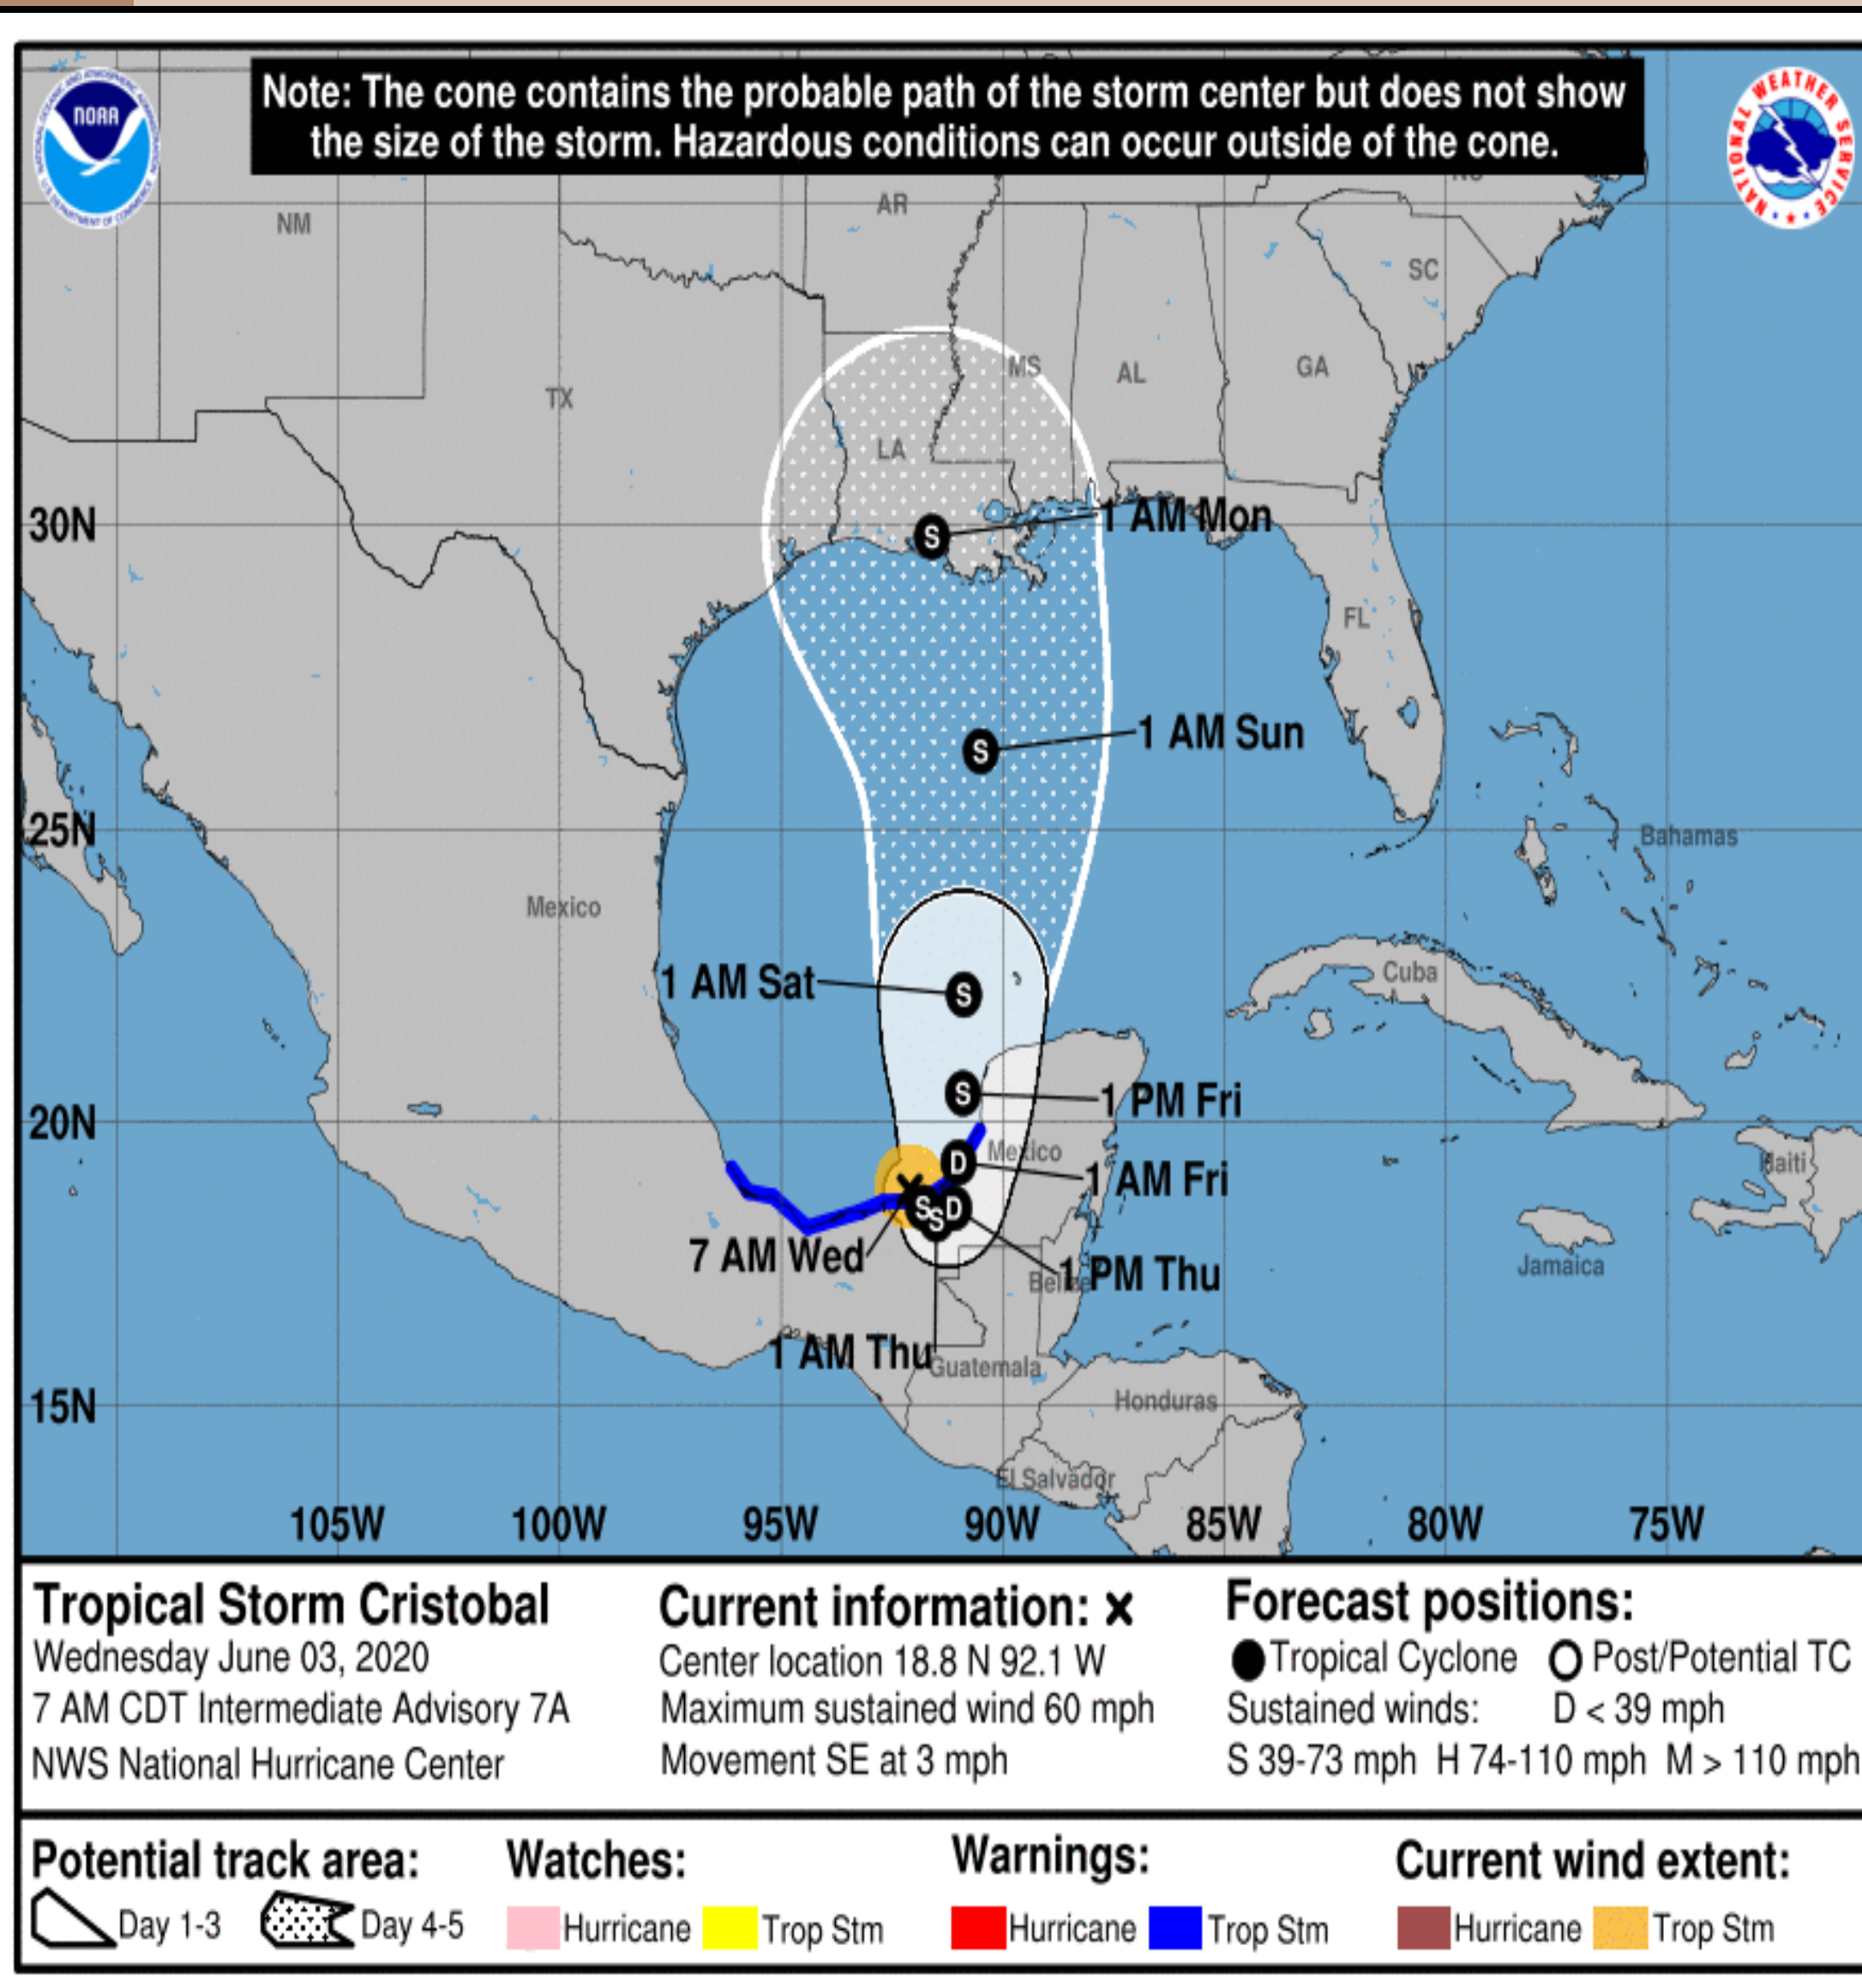 Note: The cone contains the probable path of the storm center but does not show
the size of the storm. Hazardous conditions can occur outside of the cone.
NOAA
NATIONAL WEATHER SERVICE
NM
AR
SC
TX
MS
AL
GA
LA
30N
1 AM Mon
FL
1 AM Sun
25N
Bahamas
Mexico
1 AM Sat
Cuba
S
S
S
S
1 PM Fri
20N
Mexico
Haiti
D
1 AM Fri
S
S
D
7 AM Wed
1 PM Thu
Belize
Jamaica
1 AM Thu
Guatemala
15N
Honduras
El Salvador
105W 100W 95W 90W 85W 80W 75W
Tropical Storm Cristobal
Wednesday June 03, 2020
7 AM CDT Intermediate Advisory 7A
NWS National Hurricane Center
Current information: x
Center location 18.8 N 92.1 W
Maximum sustained wind 60 mph
Movement SE at 3 mph
Forecast positions:
Tropical Cyclone Post/Potential TC
Sustained winds: D < 39 mph
S 39-73 mph H 74-110 mph M > 110 mph
Potential track area:
Day 1-3 Day 4-5
Watches:
Hurricane Trop Stm
Warnings:
Hurricane Trop Stm
Current wind extent:
Hurricane Trop Stm